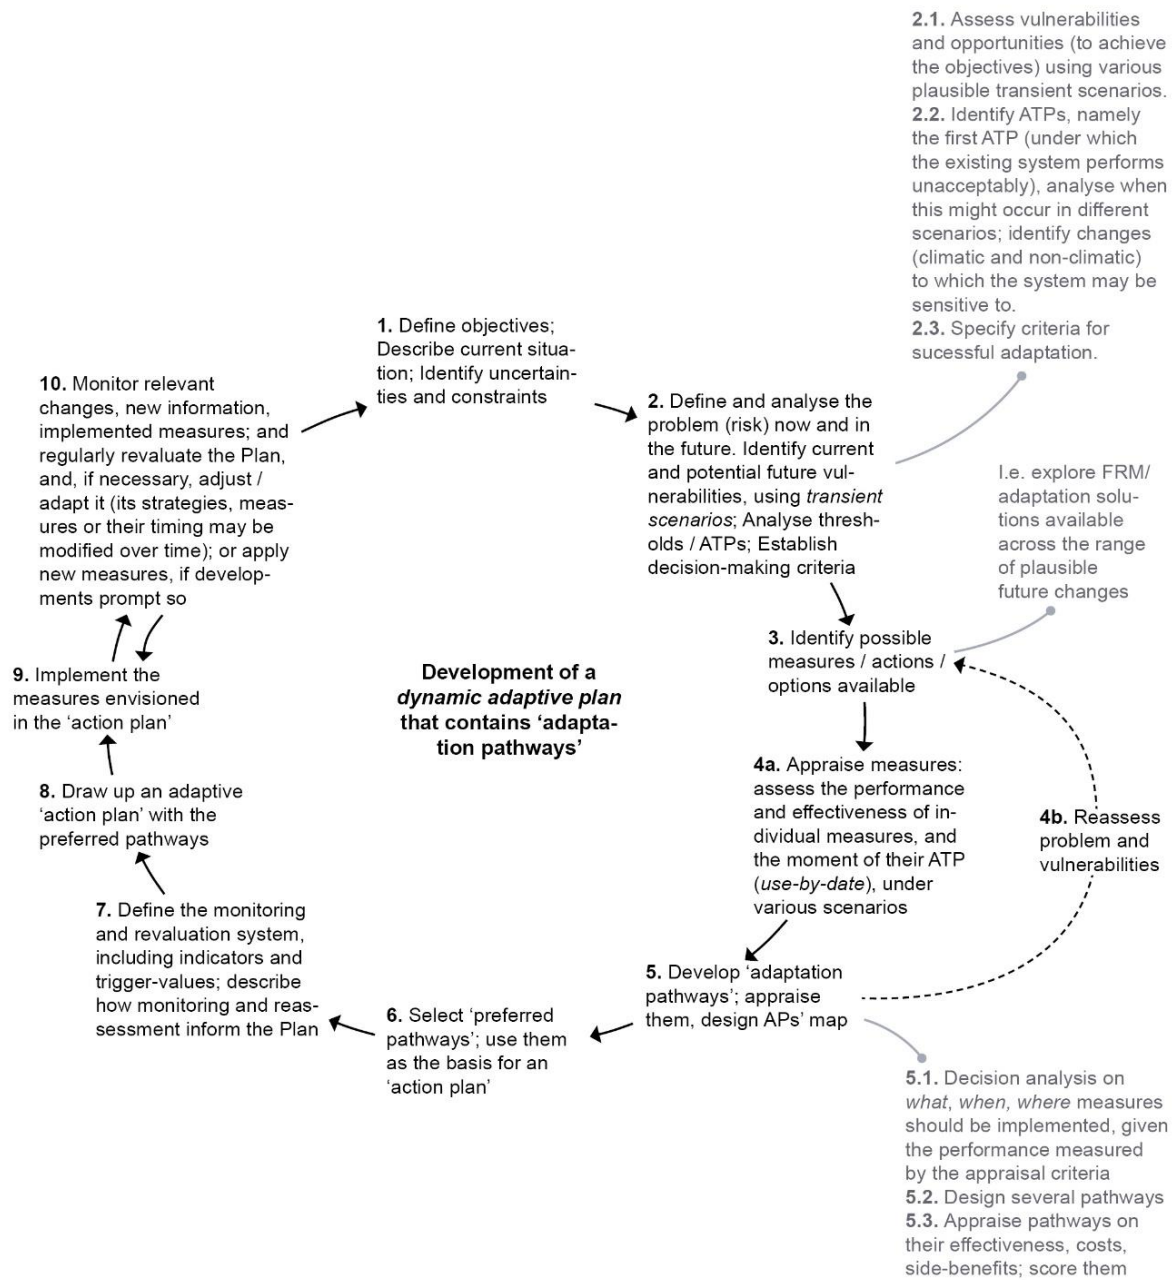 2.1. Assess vulnerabilities
and opportunities (to achieve
the objectives) using various
plausible transient scenarios.
2.2. Identify ATPs, namely
the first ATP (under which
the existing system performs
unacceptably), analyse when
this might occur in different
scenarios; identify changes
(climatic and non-climatic)
to which the system may be
sensitive to.
2.3. Specify criteria for
sucessful adaptation.
1. Define objectives;
Describe current situa-
tion; Identify uncertain-
ties and constraints
2. Define and analyse the
problem (risk) now and in
the future. Identify current
and potential future vul-
nerabilities, using transient
scenarios; Analyse thresh-
olds / ATPs; Establish
decision-making criteria
I.e. explore FRM/
adaptation solu-
tions available
across the range
of plausible
future changes
3. Identify possible
measures / actions /
options available
4a. Appraise measures:
assess the performance
and effectiveness of in-
dividual measures, and
the moment of their ATP
(use-by-date), under
various scenarios
4b. Reassess
problem and
vulnerabilities
5. Develop ‘adaptation
pathways’; appraise
them, design APs’ map
5.1. Decision analysis on
what, when, where measures
should be implemented, given
the performance measured
by the appraisal criteria
5.2. Design several pathways
5.3. Appraise pathways on
their effectiveness, costs,
side-benefits; score them
6. Select ‘preferred
pathways’; use them
as the basis for an
‘action plan’
7. Define the monitoring
and revaluation system,
including indicators and
trigger-values; describe
how monitoring and reas-
sessment inform the Plan
8. Draw up an adaptive
‘action plan’ with the
preferred pathways
9. Implement the
measures envisioned
in the ‘action plan’
10. Monitor relevant
changes, new information,
implemented measures; and
regularly revaluate the Plan,
and, if necessary, adjust /
adapt it (its strategies, meas-
ures or their timing may be
modified over time); or apply
new measures, if develop-
ments prompt so
Development of a
dynamic adaptive plan
that contains ‘adapta-
tion pathways’